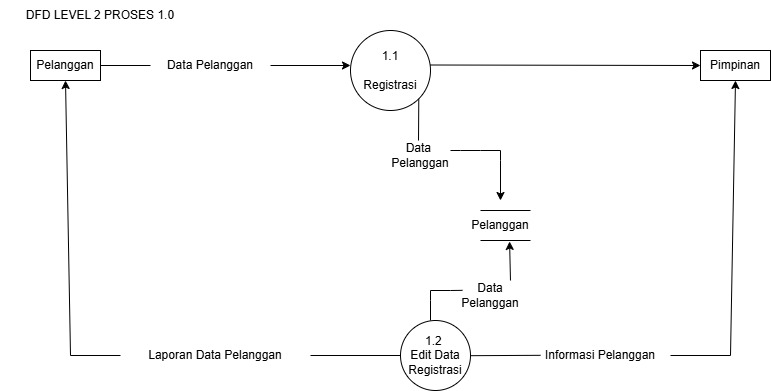 DFD LEVEL 2 PROSES 1.0
Pelanggan
Data Pelanggan
1.1
Registrasi
Pimpinan
Data
Pelanggan
Pelanggan
Data
Pelanggan
Laporan Data Pelanggan
1.2
Edit Data
Registrasi
Informasi Pelanggan